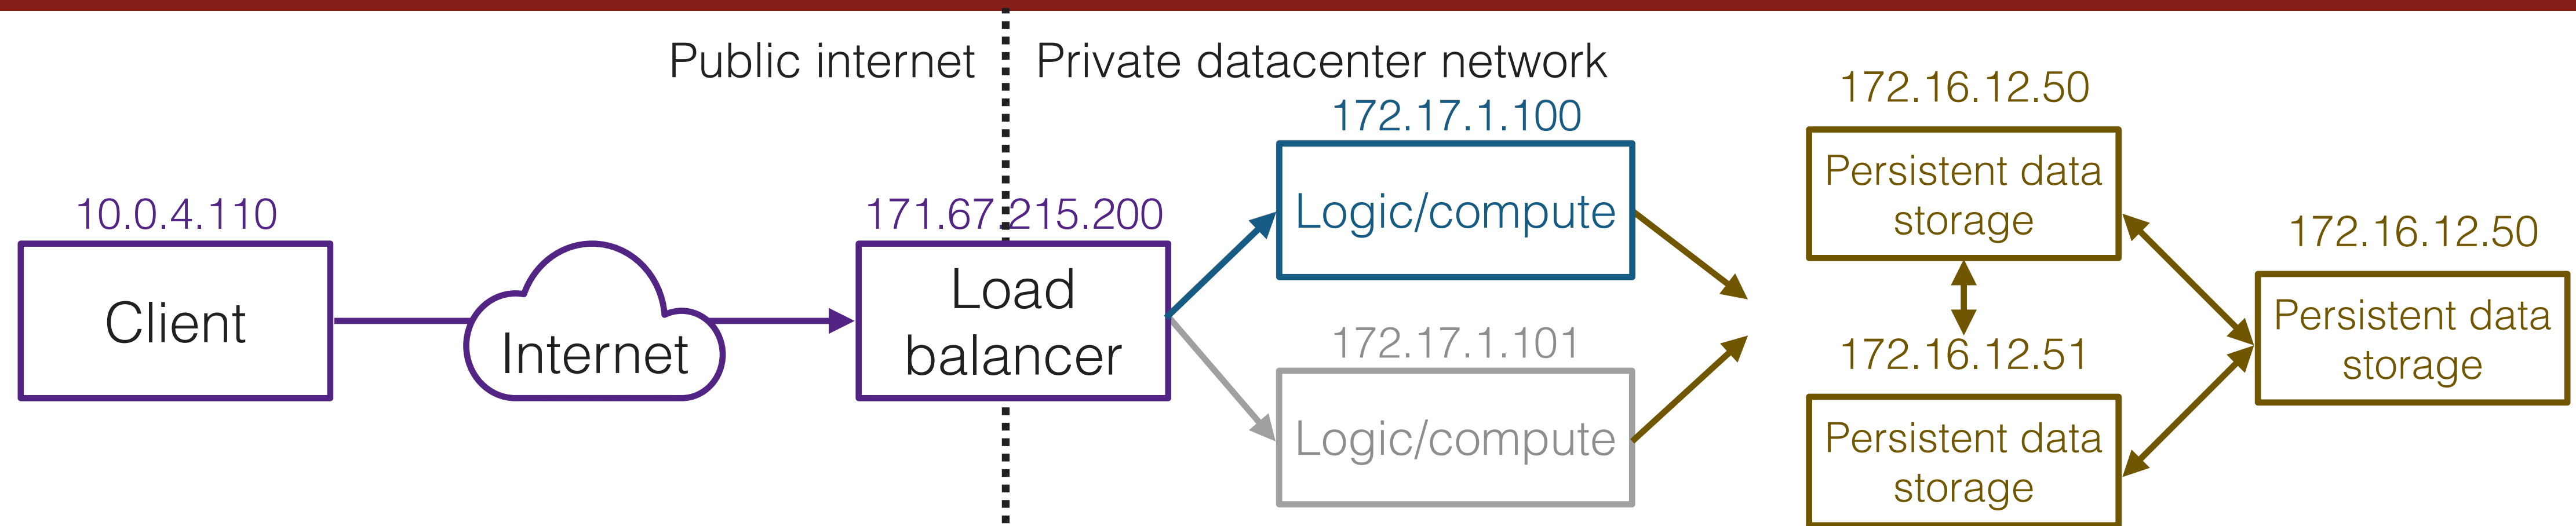 Public internet
Private datacenter network
10.0.4.110
Client
Internet
171.67.215.200
Load
balancer
172.17.1.100
Logic/compute
172.17.1.101
Logic/compute
172.16.12.50
Persistent data
storage
172.16.12.51
Persistent data
storage
172.16.12.50
Persistent data
storage